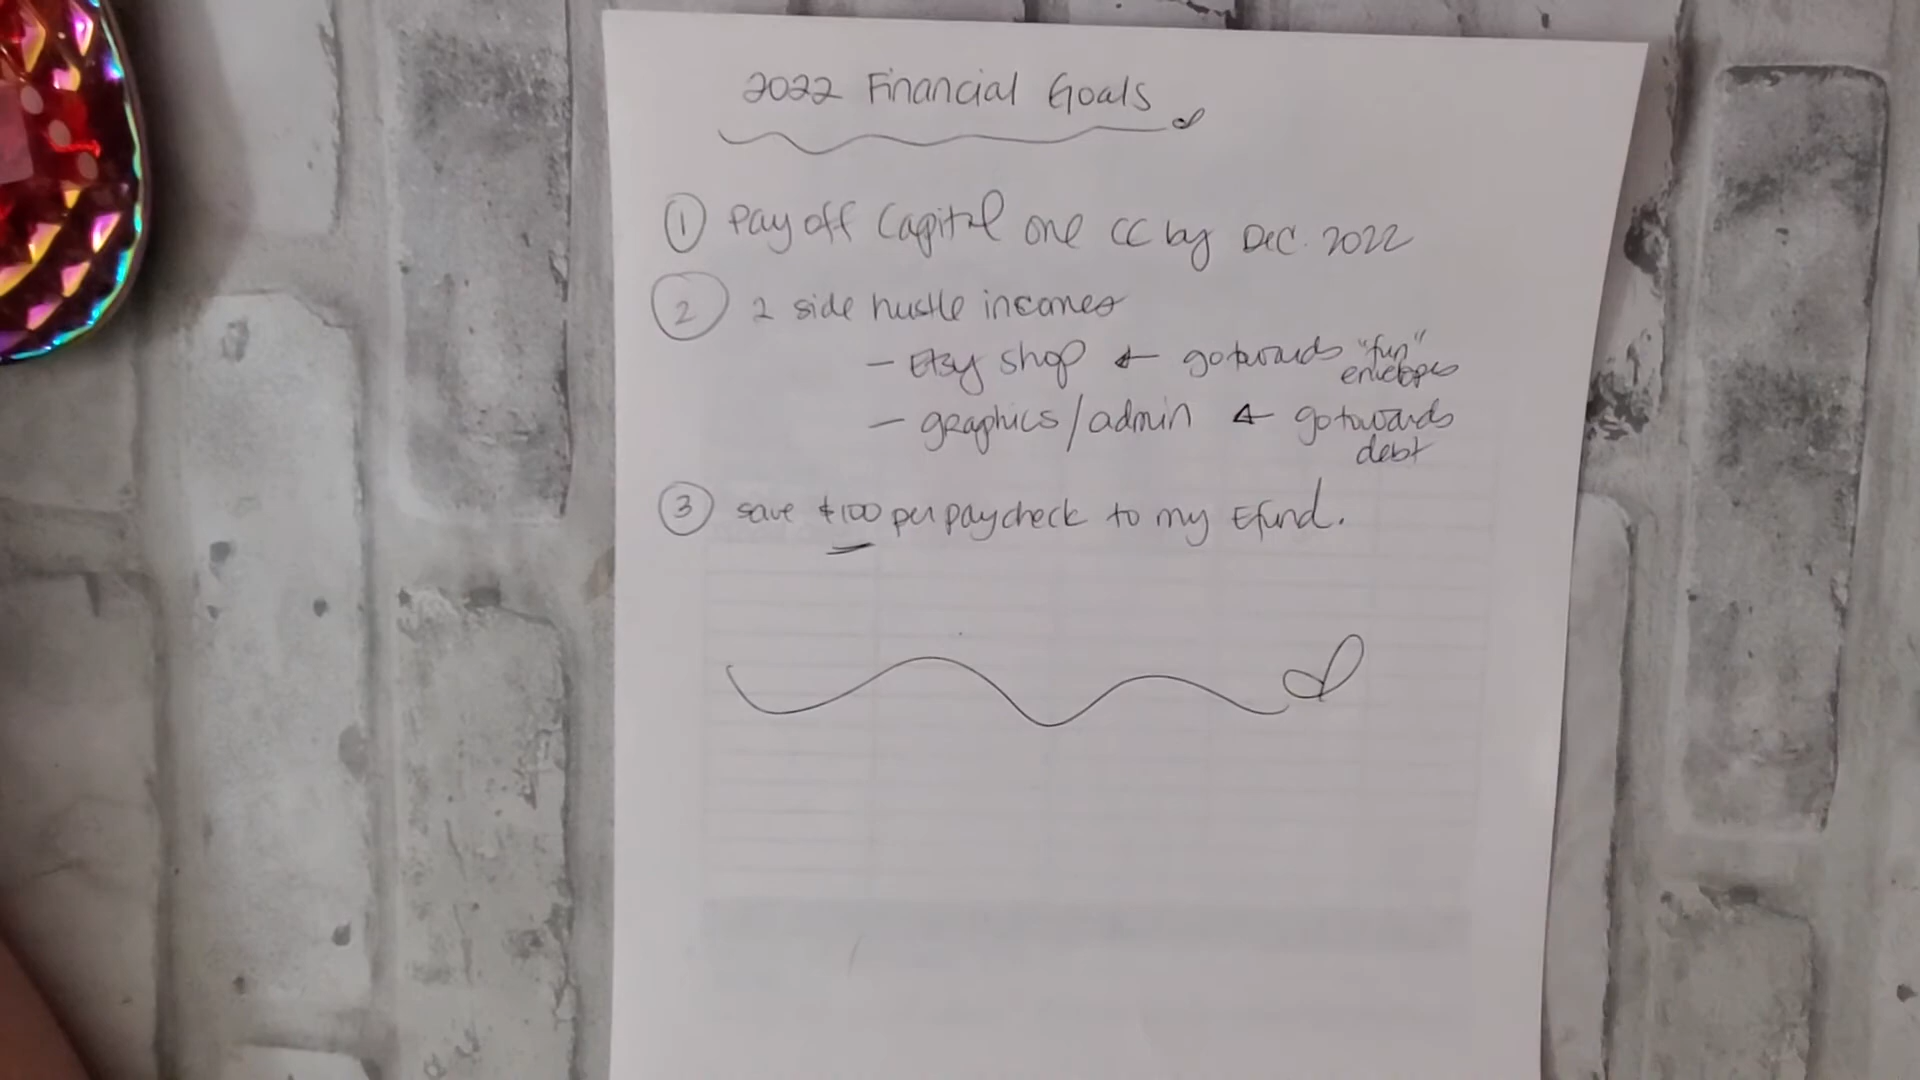 2022 Financial Goals
① Pay off Capital one CC by Dec. 2022
② 2 side hustle incomes
- Etsy shop ← go towards "fun" envelopes
- graphics/admin ← go towards debt
③ save $100 per paycheck to my Efund.